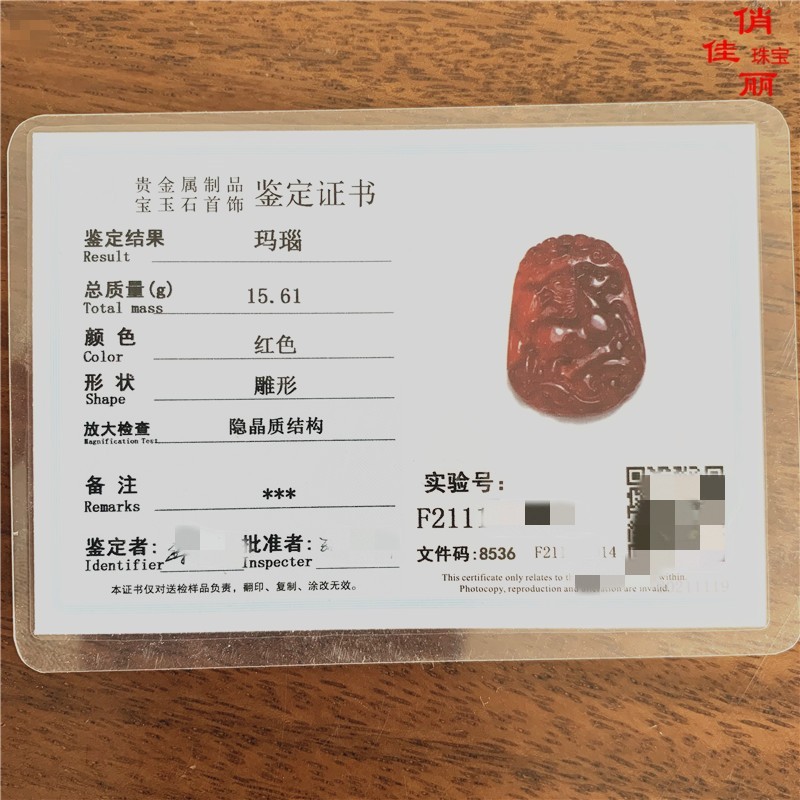 俏
佳 珠宝
丽
贵金属制品
宝玉石首饰
鉴定证书
鉴定结果
Result
玛瑙
总质量(g)
Total mass
15.61
颜 色
Color
红色
形 状
Shape
雕形
放大检查
Magnification Test
隐晶质结构
备 注
Remarks
***
鉴定者:
Identifier
批准者:
Inspecter
本证书仅对送检样品负责，翻印、复制、涂改无效。
实验号:
F2111
文件码:8536 F211 14
This certificate only relates to within.
Photocopy, reproduction and are invalid.